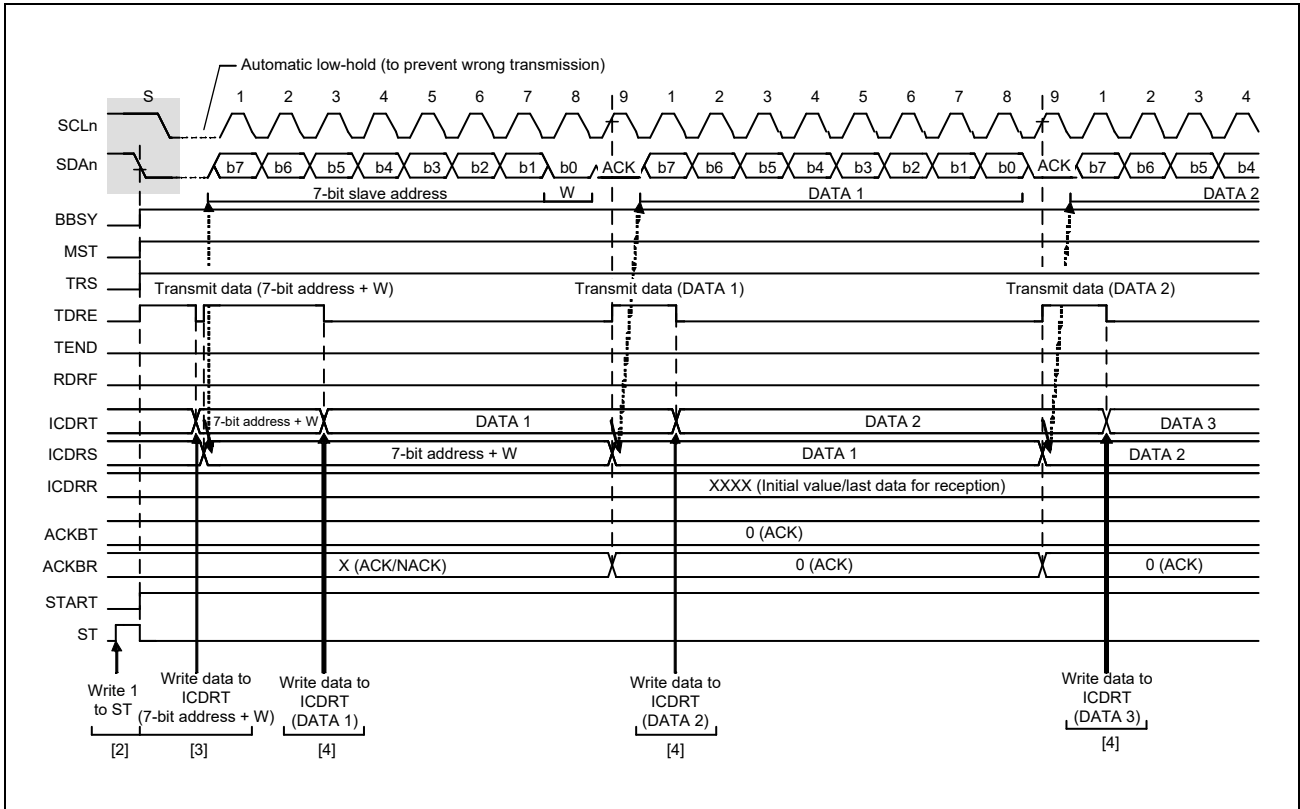 Automatic low-hold (to prevent wrong transmission)
S 1 2 3 4 5 6 7 8 9 1 2 3 4 5 6 7 8 9 1 2 3 4
SCLn
SDAn b7 b6 b5 b4 b3 b2 b1 b0 ACK b7 b6 b5 b4 b3 b2 b1 b0 ACK b7 b6 b5 b4
7-bit slave address W DATA 1 DATA 2
BBSY
MST
TRS
Transmit data (7-bit address + W) Transmit data (DATA 1) Transmit data (DATA 2)
TDRE
TEND
RDRF
ICDRT 7-bit address + W DATA 1 DATA 2 DATA 3
ICDRS 7-bit address + W DATA 1 DATA 2
ICDRR XXXX (Initial value/last data for reception)
ACKBT 0 (ACK)
ACKBR X (ACK/NACK) 0 (ACK) 0 (ACK)
START
ST
Write 1
to ST
[2]
Write data to
ICDRT
(7-bit address + W)
[3]
Write data to
ICDRT
(DATA 1)
[4]
Write data to
ICDRT
(DATA 2)
[4]
Write data to
ICDRT
(DATA 3)
[4]